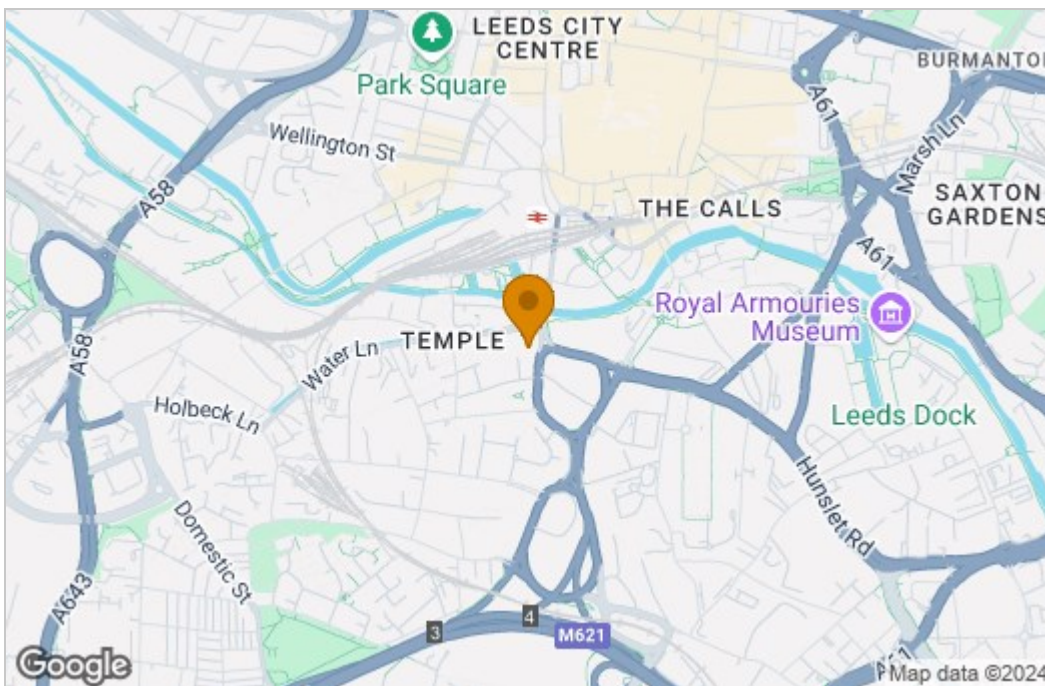 LEEDS CITY
CENTRE
BURMANTO
Park Square
A61
Wellington St
Marsh Ln
A58
SAXTON
GARDENS
THE CALLS
A61
Royal Armouries
Museum
TEMPLE
A58
Water Ln
Holbeck Ln
Leeds Dock
Domestic St
Hunslet Rd
A643
3
4
M621
Google
Map data ©2024